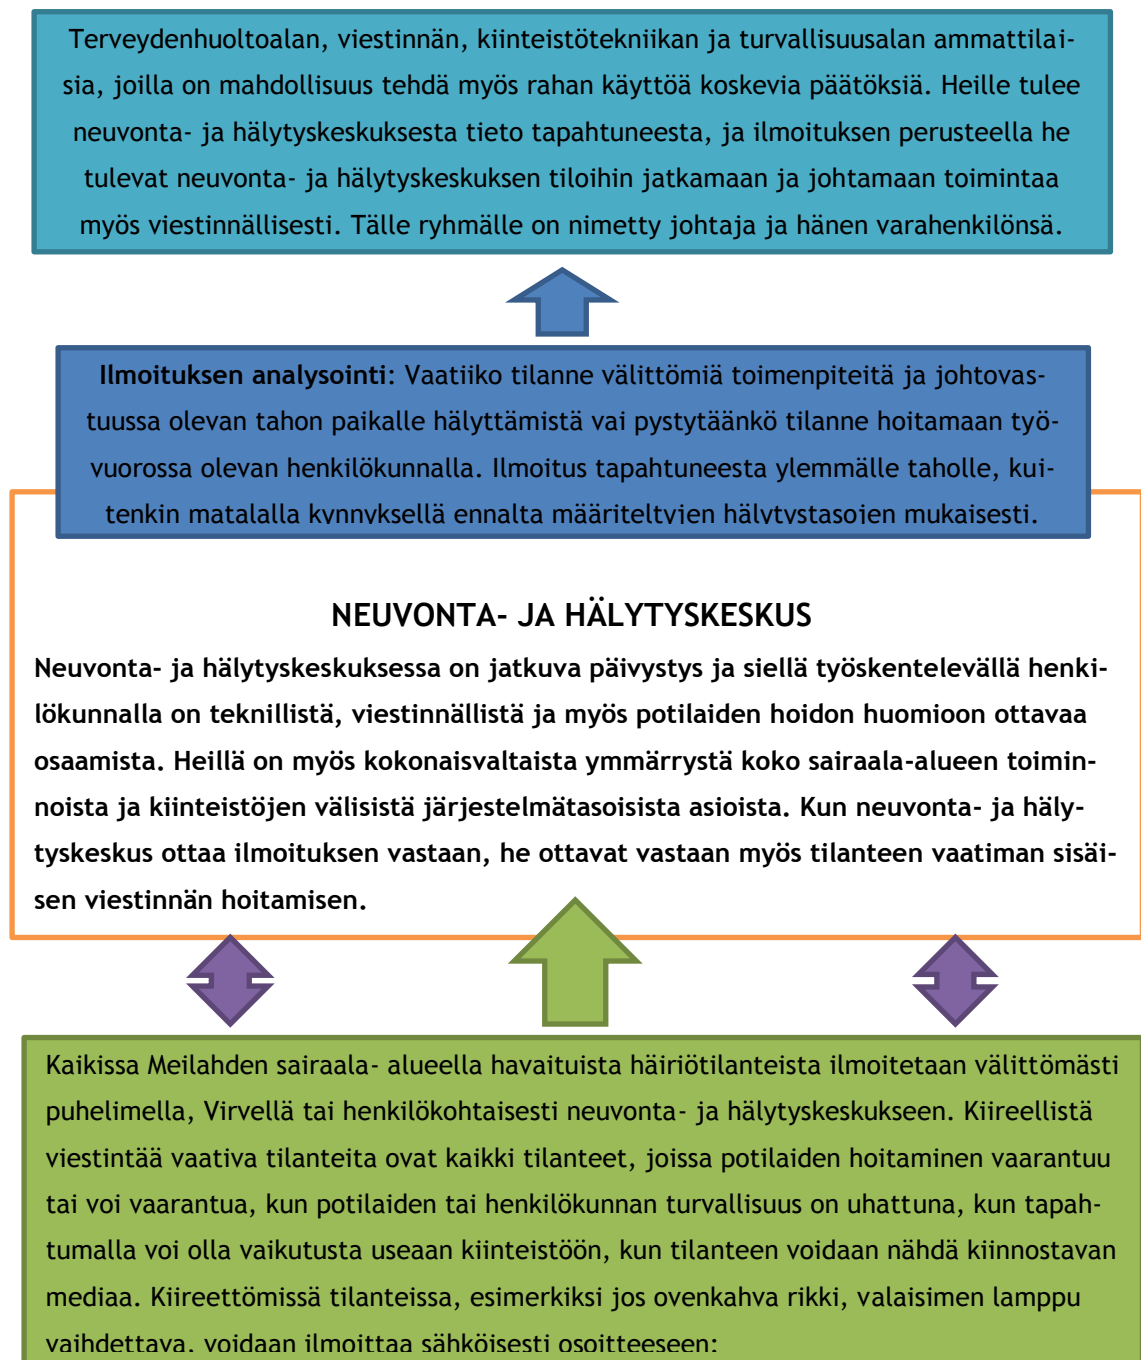 Terveydenhuoltoalan, viestinnän, kiinteistötekniikan ja turvallisuusalan ammattilai-
sia, joilla on mahdollisuus tehdä myös rahan käyttöä koskevia päätöksiä. Heille tulee
neuvonta- ja hälytyskeskuksesta tieto tapahtuneesta, ja ilmoituksen perusteella he
tulevat neuvonta- ja hälytyskeskuksen tiloihin jatkamaan ja johtamaan toimintaa
myös viestinnällisesti. Tälle ryhmälle on nimetty johtaja ja hänen varahenkilönsä.
Ilmoituksen analysointi: Vaatiiko tilanne välittömiä toimenpiteitä ja johtovas-
tuussa olevan tahon paikalle hälyttämistä vai pystytäänkö tilanne hoitamaan työ-
vuorossa olevan henkilökunnalla. Ilmoitus tapahtuneesta ylemmälle taholle, kui-
tenkin matalalla kynnyksellä ennalta määriteltyjen hälytystasojen mukaisesti.
NEUVONTA- JA HÄLYTYSKESKUS
Neuvonta- ja hälytyskeskuksessa on jatkuva päivystys ja siellä työskentelevällä henki-
lökunnalla on teknillistä, viestinnällistä ja myös potilaiden hoidon huomioon ottavaa
osaamista. Heillä on myös kokonaisvaltaista ymmärrystä koko sairaala-alueen toimin-
noista ja kiinteistöjen välisistä järjestelmätasoisista asioista. Kun neuvonta- ja häly-
tyskeskus ottaa ilmoituksen vastaan, he ottavat vastaan myös tilanteen vaatiman sisäi-
sen viestinnän hoitamisen.
Kaikissa Meilahden sairaala- alueella havaituista häiriötilanteista ilmoitetaan välittömästi
puhelimella, Virvellä tai henkilökohtaisesti neuvonta- ja hälytyskeskukseen. Kiireellistä
viestintää vaativa tilanteita ovat kaikki tilanteet, joissa potilaiden hoitaminen vaarantuu
tai voi vaarantua, kun potilaiden tai henkilökunnan turvallisuus on uhattuna, kun tapah-
tumalla voi olla vaikutusta useaan kiinteistöön, kun tilanteen voidaan nähdä kiinnostavan
mediaa. Kiireettömissä tilanteissa, esimerkiksi jos ovenkahva rikki, valaisimen lamppu
vaihdettava, voidaan ilmoittaa sähköisesti osoitteeseen: